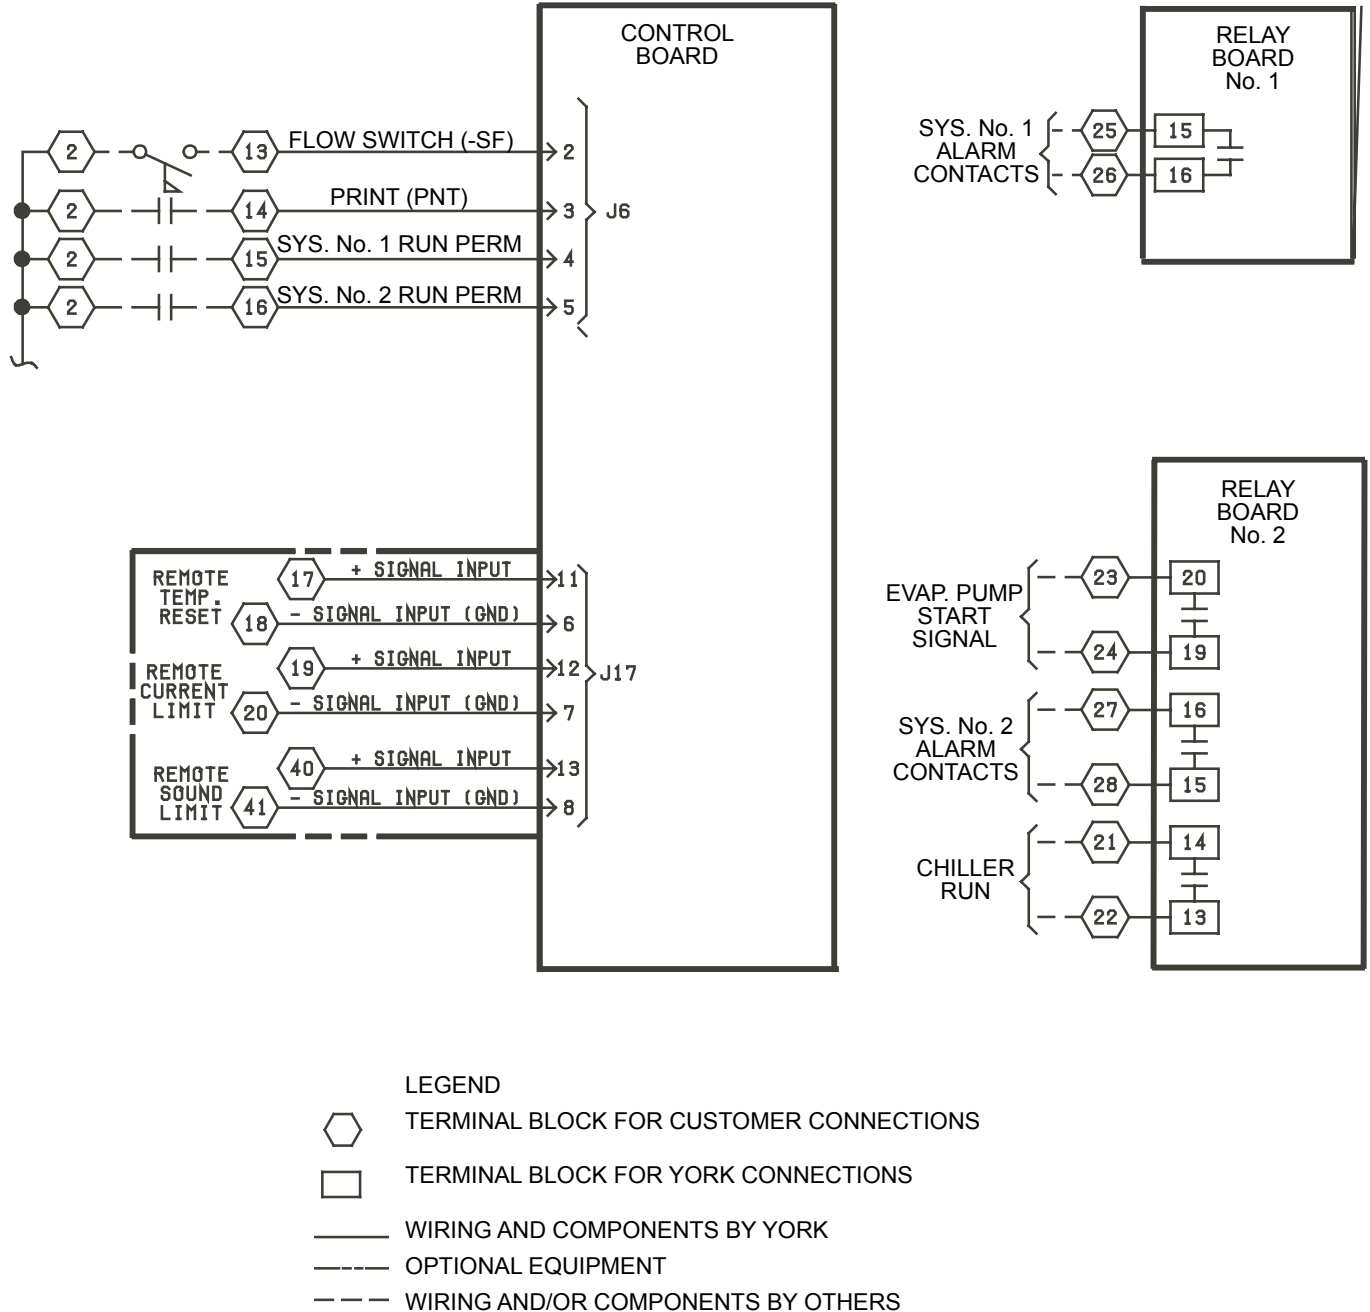 CONTROL
BOARD
2
13
FLOW SWITCH (-SF)
2
2
14
PRINT (PNT)
3
J6
2
15
SYS. No. 1 RUN PERM
4
2
16
SYS. No. 2 RUN PERM
5
REMOTE
TEMP.
RESET
17
+ SIGNAL INPUT
11
18
- SIGNAL INPUT (GND)
6
REMOTE
CURRENT
LIMIT
19
+ SIGNAL INPUT
12
J17
20
- SIGNAL INPUT (GND)
7
REMOTE
SOUND
LIMIT
40
+ SIGNAL INPUT
13
41
- SIGNAL INPUT (GND)
8
RELAY
BOARD
No. 1
SYS. No. 1
ALARM
CONTACTS
25
15
26
16
RELAY
BOARD
No. 2
EVAP. PUMP
START
SIGNAL
23
20
24
19
SYS. No. 2
ALARM
CONTACTS
27
16
28
15
CHILLER
RUN
21
14
22
13
LEGEND
TERMINAL BLOCK FOR CUSTOMER CONNECTIONS
TERMINAL BLOCK FOR YORK CONNECTIONS
WIRING AND COMPONENTS BY YORK
OPTIONAL EQUIPMENT
WIRING AND/OR COMPONENTS BY OTHERS